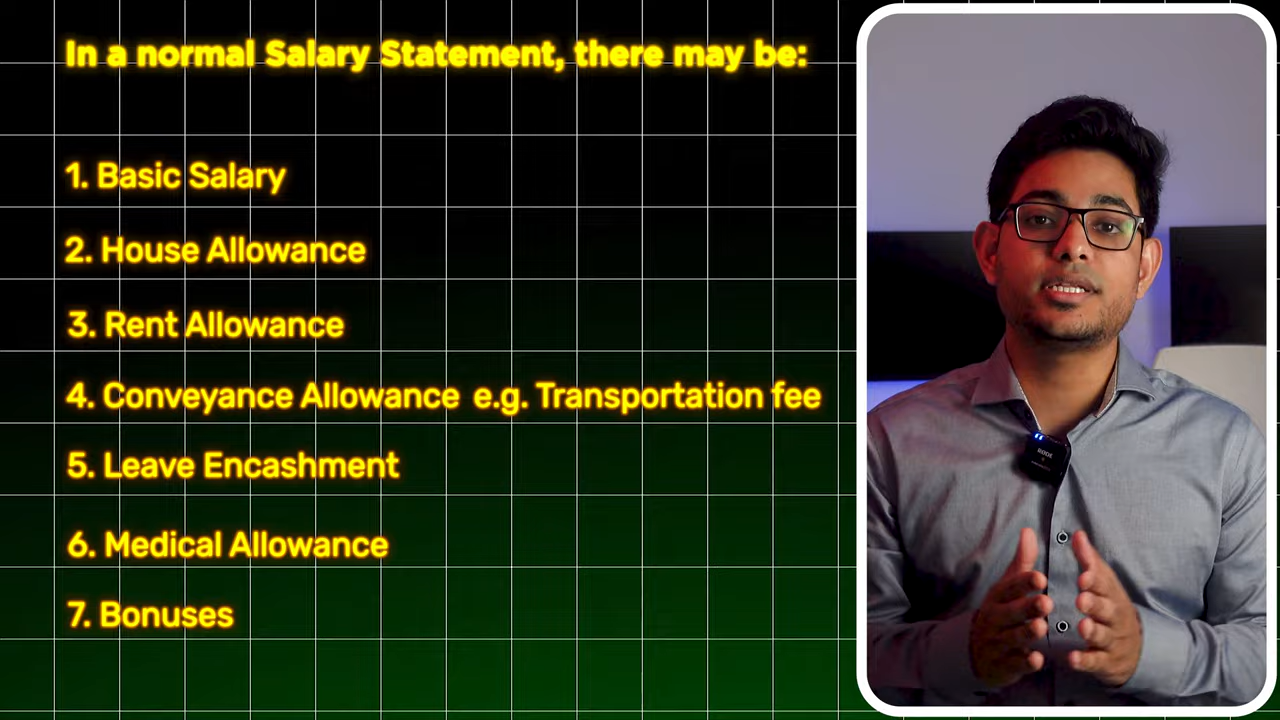 In a normal Salary Statement, there may be:
1. Basic Salary
2. House Allowance
3. Rent Allowance
4. Conveyance Allowance e.g. Transportation fee
5. Leave Encashment
6. Medical Allowance
7. Bonuses
RØDE